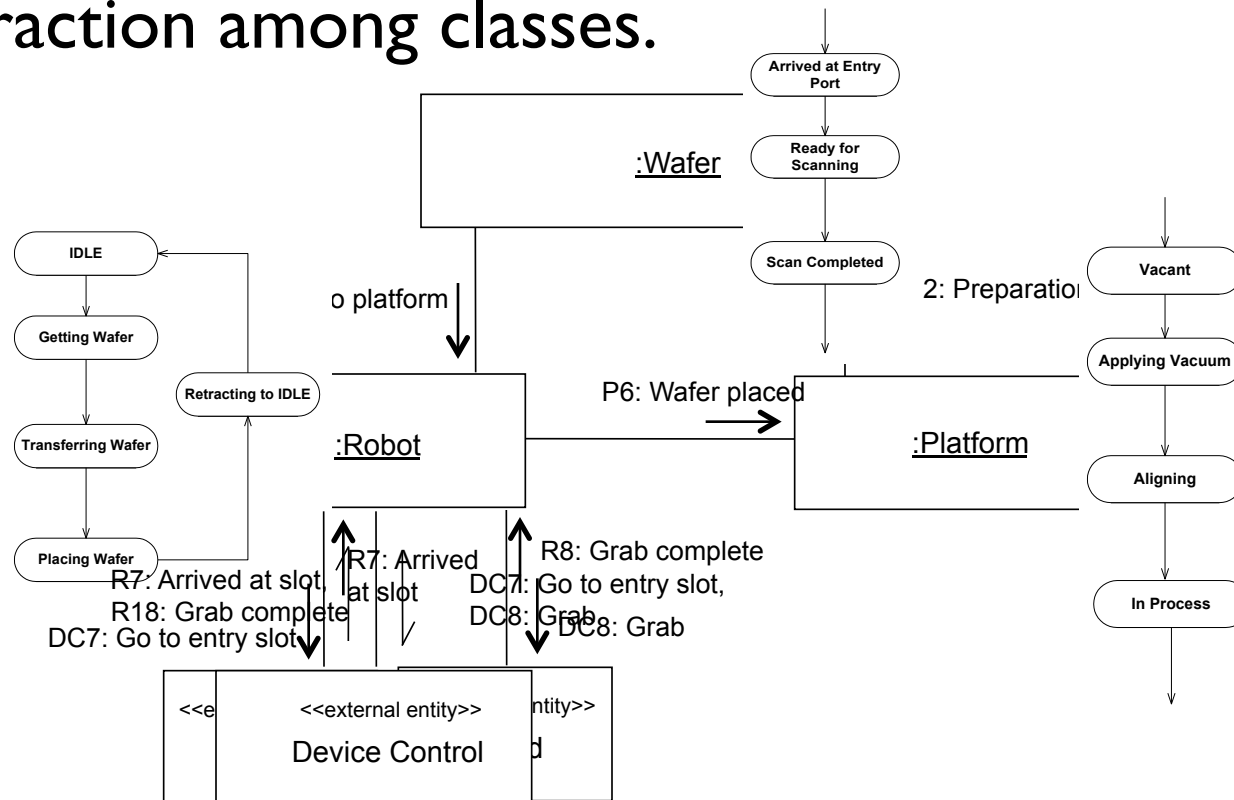 raction among classes.
Arrived at Entry
Port
Ready for
Scanning
Scan Completed
:Wafer
IDLE
Getting Wafer
Retracting to IDLE
Transferring Wafer
Placing Wafer
o platform
2: Preparation
Vacant
Applying Vacuum
Aligning
In Process
P6: Wafer placed
:Robot
:Platform
R7: Arrived at slot,
R18: Grab complete
DC7: Go to entry slot
R7: Arrived
at slot
R8: Grab complete
DC7: Go to entry slot,
DC8: Grab
DC8: Grab
<<e
<<external entity>>
Device Control
ntity>>
d